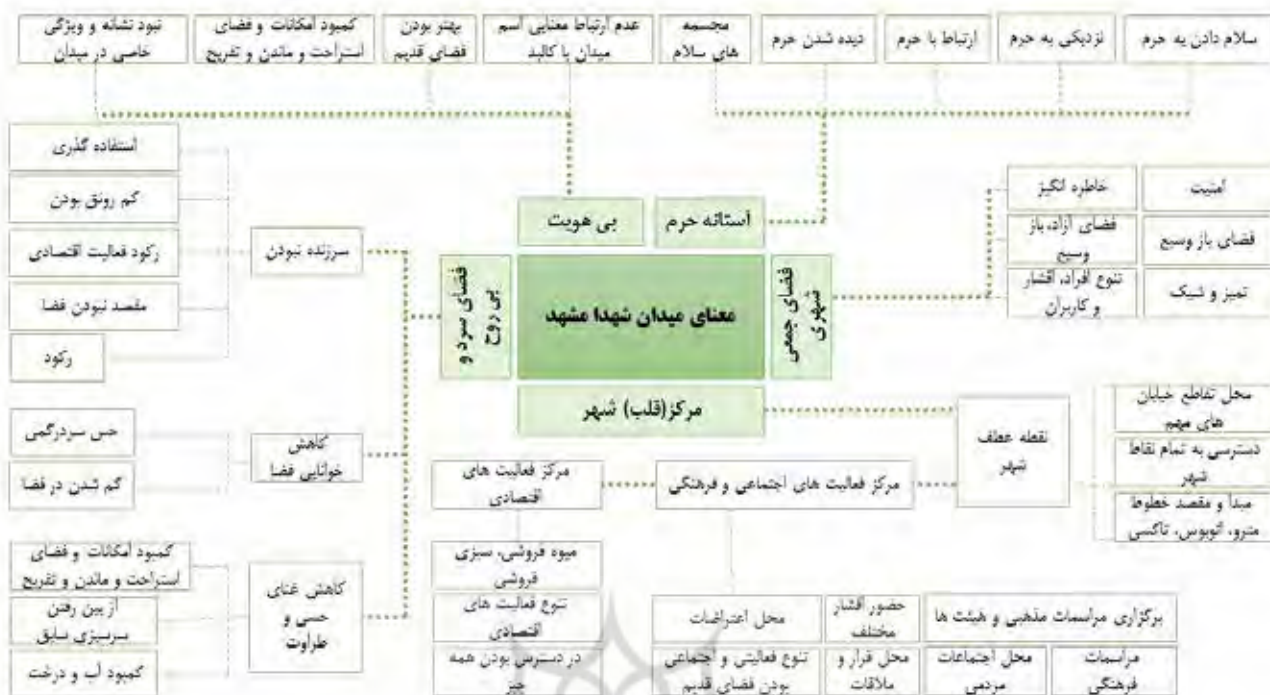 سلام دادن به حرم
نزدیکی به حرم
ارتباط با حرم
دیده شدن حرم
مجسمه
های سلام
عدم ارتباط معنایی اسم
میدان با کالبد
بهتر بودن
فضای قدیم
کمبود امکانات و فضای
استراحت و ماندن و تفریح
نبود نشانه و ویژگی
خاصی در میدان
آستانه حرم
بی هویت
معنای میدان شهدا مشهد
فضای جمعی
شهری
فضای سرد و
بی روح
مرکز(قلب) شهر
امنیت
خاطره انگیز
فضای باز وسیع
فضای آزاد، باز
وسیع
تمیز و شیک
تنوع افراد، اقشار
و کاربران
سرزنده نبودن
استفاده گذری
کم رونق بودن
رکود فعالیت اقتصادی
مقصد نبودن فضا
رکود
کاهش
خوانایی فضا
حس سردرگمی
گم شدن در فضا
کاهش غنای
حسی و
طراوت
کمبود امکانات و فضای
استراحت و ماندن و تفریح
از بین رفتن
سرسبزی سابق
کمبود آب و درخت
نقطه عطف
شهر
محل تقاطع خیابان
های مهم
دسترسی به تمام نقاط
شهر
مبدا و مقصد خطوط
مترو، اتوبوس، تاکسی
مرکز فعالیت های اجتماعی و فرهنگی
مرکز فعالیت های
اقتصادی
میوه فروشی، سبزی
فروشی
تنوع فعالیت های
اقتصادی
در دسترس بودن همه
چیز
برگزاری مراسمات مذهبی و هیئت ها
حضور اقشار
مختلف
محل اعتراضات
مراسمات
فرهنگی
محل اجتماعات
مردمی
محل قرار و
ملاقات
تنوع فعالیتی و اجتماعی
بودن فضای قدیم